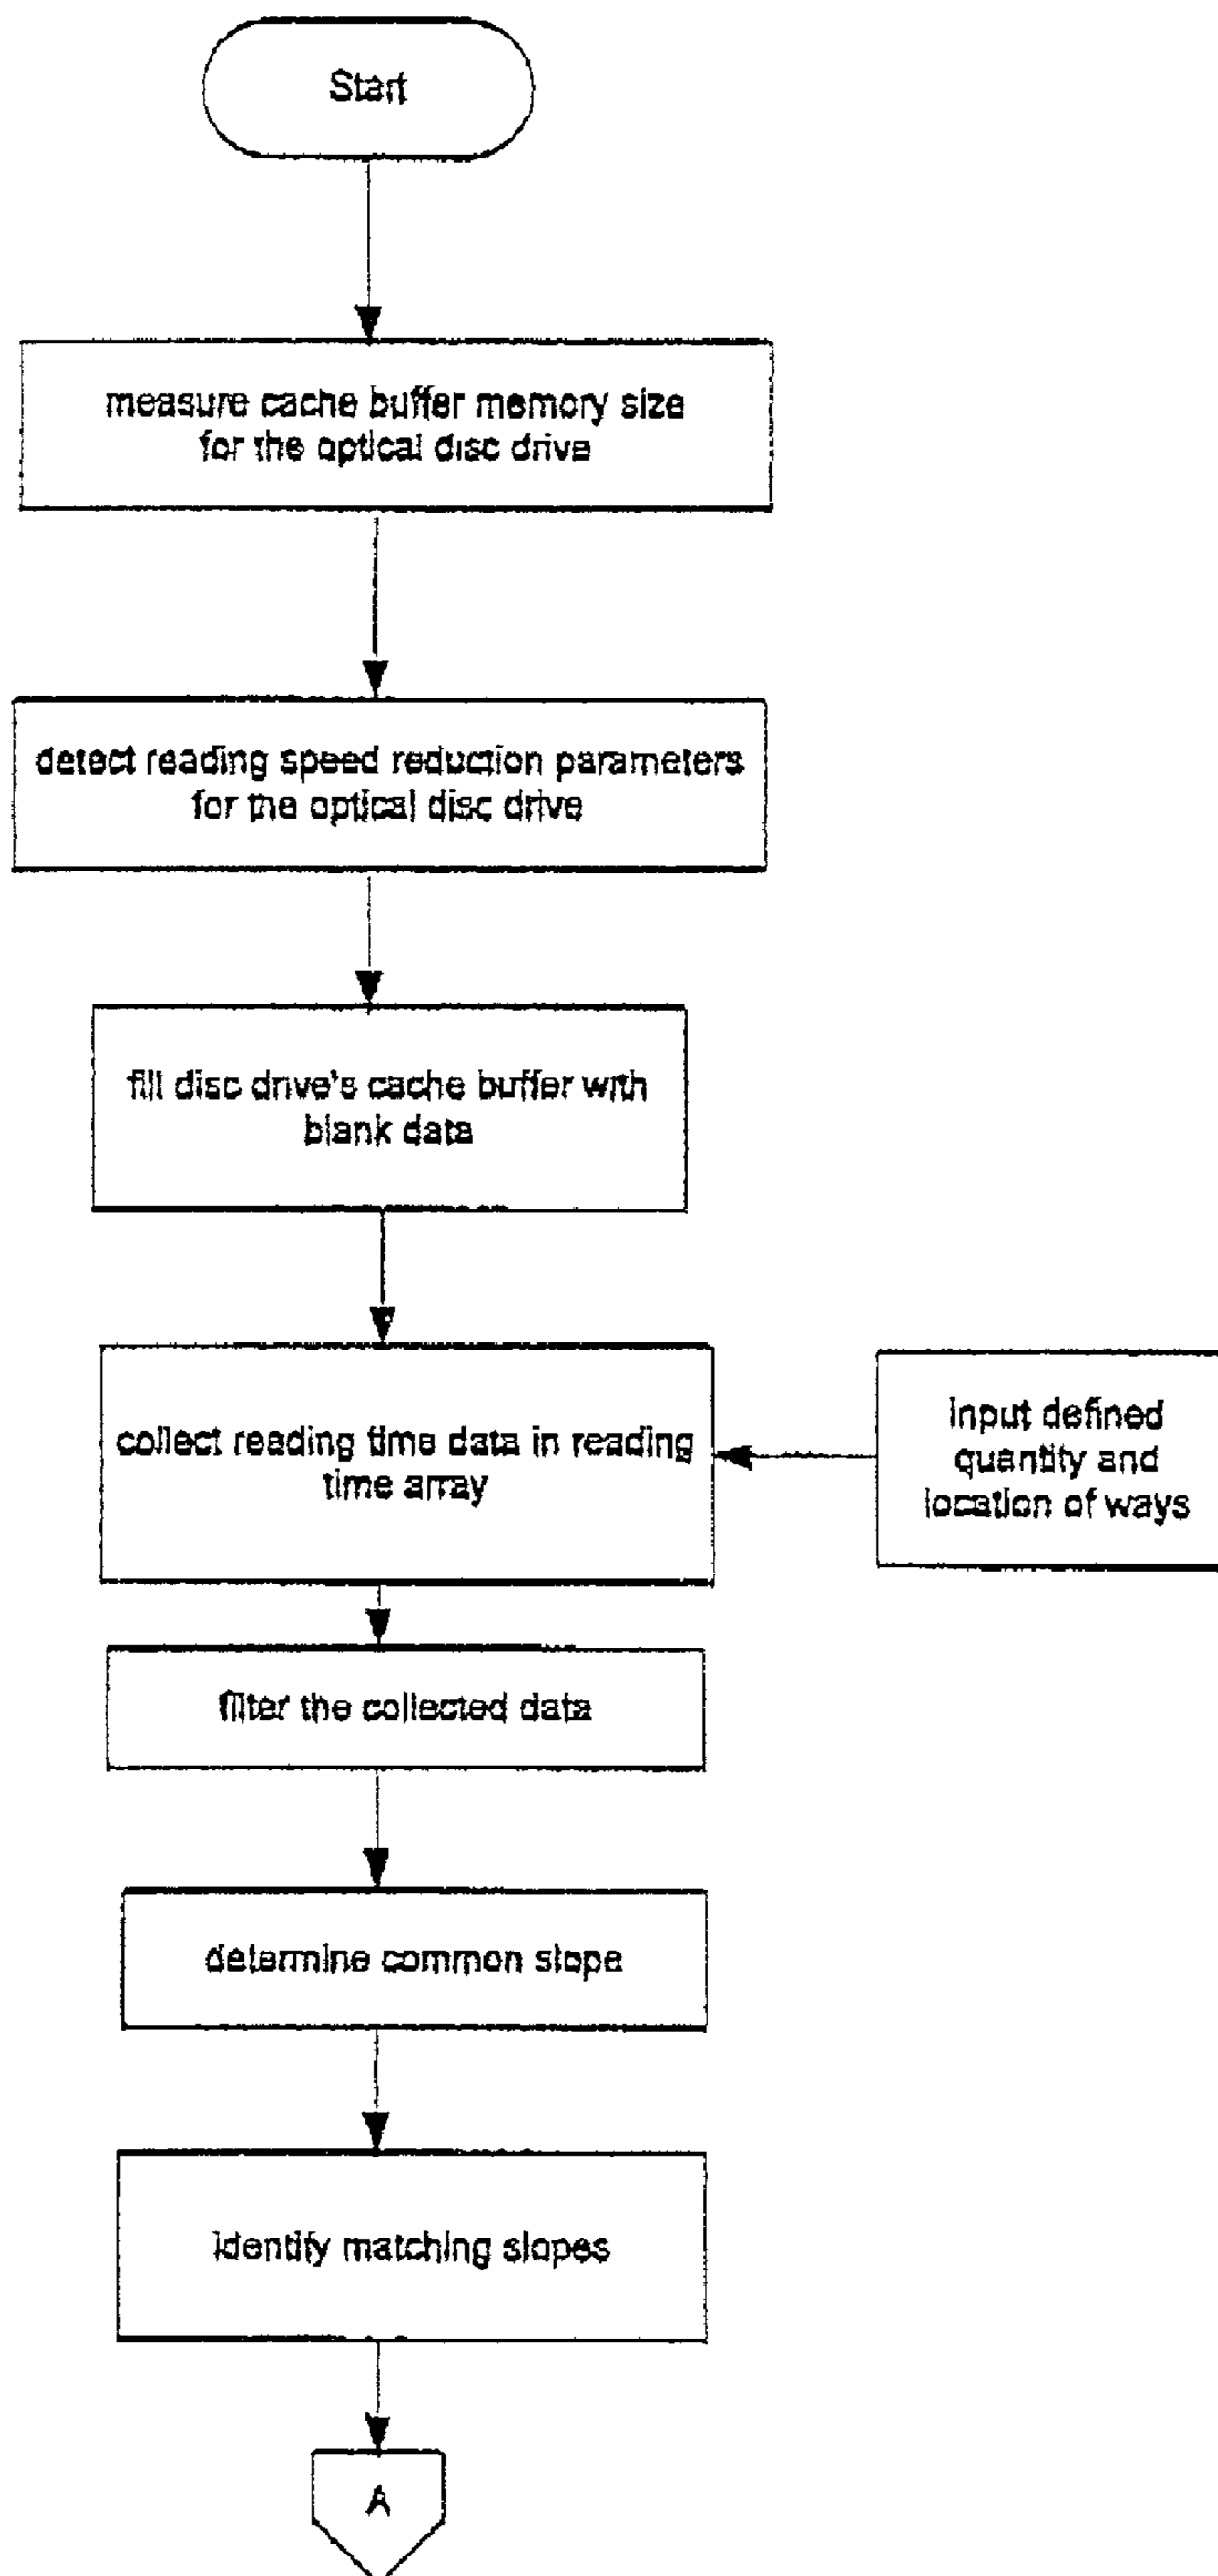 Start
measure cache buffer memory size
for the optical disc drive
detect reading speed reduction parameters
for the optical disc drive
fill disc drive's cache buffer with
blank data
collect reading time data in reading
time array
input defined
quantity and
location of ways
filter the collected data
determine common slope
identify matching slopes
A